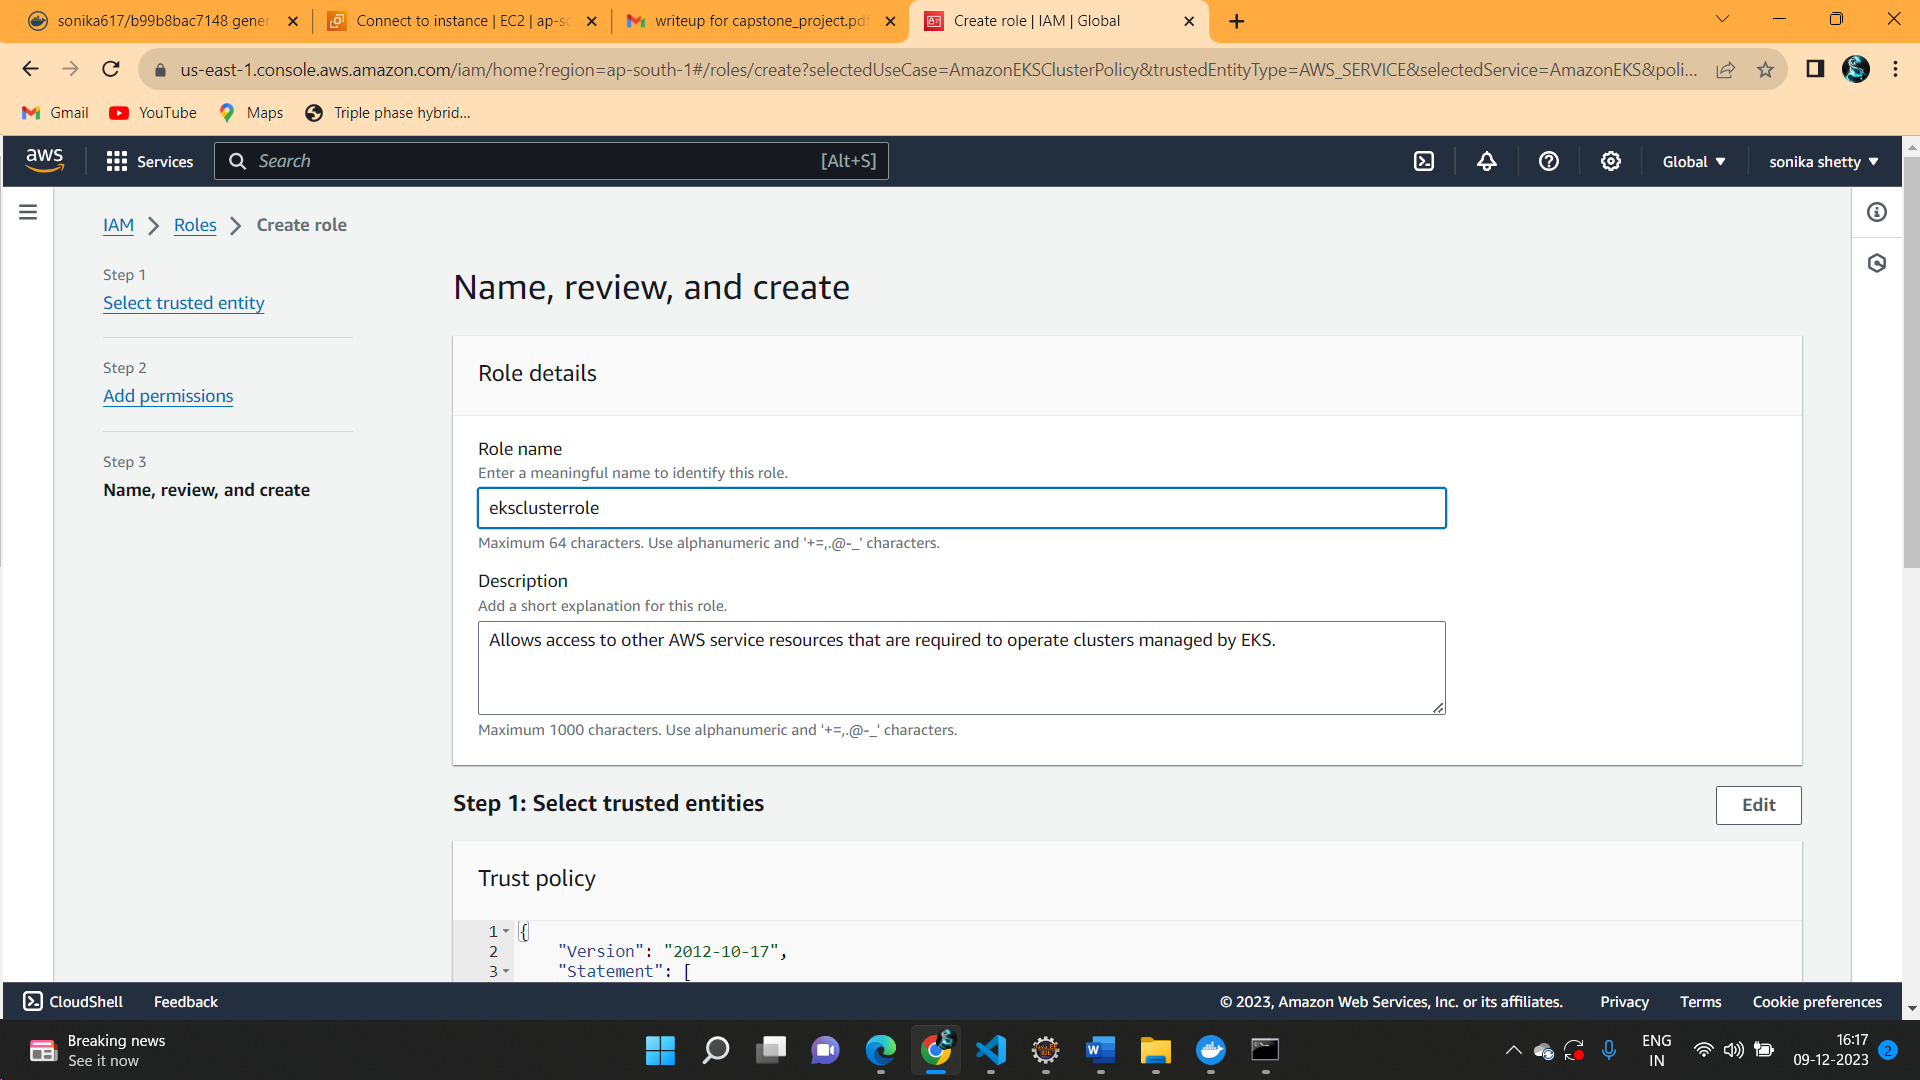 sonika617/b99b8bac7148 gener
Connect to instance | EC2 | ap-so
writeup for capstone_project.pdf
Create role | IAM | Global
us-east-1.console.aws.amazon.com/iam/home?region=ap-south-1#/roles/create?selectedUseCase=AmazonEKSClusterPolicy&trustedEntityType=AWS_SERVICE&selectedService=AmazonEKS&poli...
Gmail
YouTube
Maps
Triple phase hybrid...
aws
Services
Search
[Alt+S]
Global
sonika shetty
IAM
Roles
Create role
Step 1
Select trusted entity
Step 2
Add permissions
Step 3
Name, review, and create
Name, review, and create
Role details
Role name
Enter a meaningful name to identify this role.
eksclusterrole
Maximum 64 characters. Use alphanumeric and '+=,.@-_' characters.
Description
Add a short explanation for this role.
Allows access to other AWS service resources that are required to operate clusters managed by EKS.
Maximum 1000 characters. Use alphanumeric and '+=,.@-_' characters.
Step 1: Select trusted entities
Edit
Trust policy
1 {
2 "Version": "2012-10-17",
3 "Statement": [
CloudShell
Feedback
© 2023, Amazon Web Services, Inc. or its affiliates.
Privacy
Terms
Cookie preferences
Breaking news
See it now
ENG
IN
16:17
09-12-2023
2